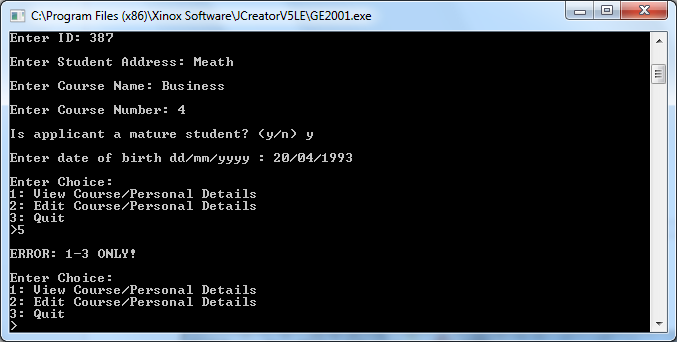 C:\Program Files (x86)\Xinox Software\JCreatorV5LE\GE2001.exe
Enter ID: 387
Enter Student Address: Meath
Enter Course Name: Business
Enter Course Number: 4
Is applicant a mature student? (y/n) y
Enter date of birth dd/mm/yyyy : 20/04/1993
Enter Choice:
1: View Course/Personal Details
2: Edit Course/Personal Details
3: Quit
>5
ERROR: 1-3 ONLY!
Enter Choice:
1: View Course/Personal Details
2: Edit Course/Personal Details
3: Quit
>